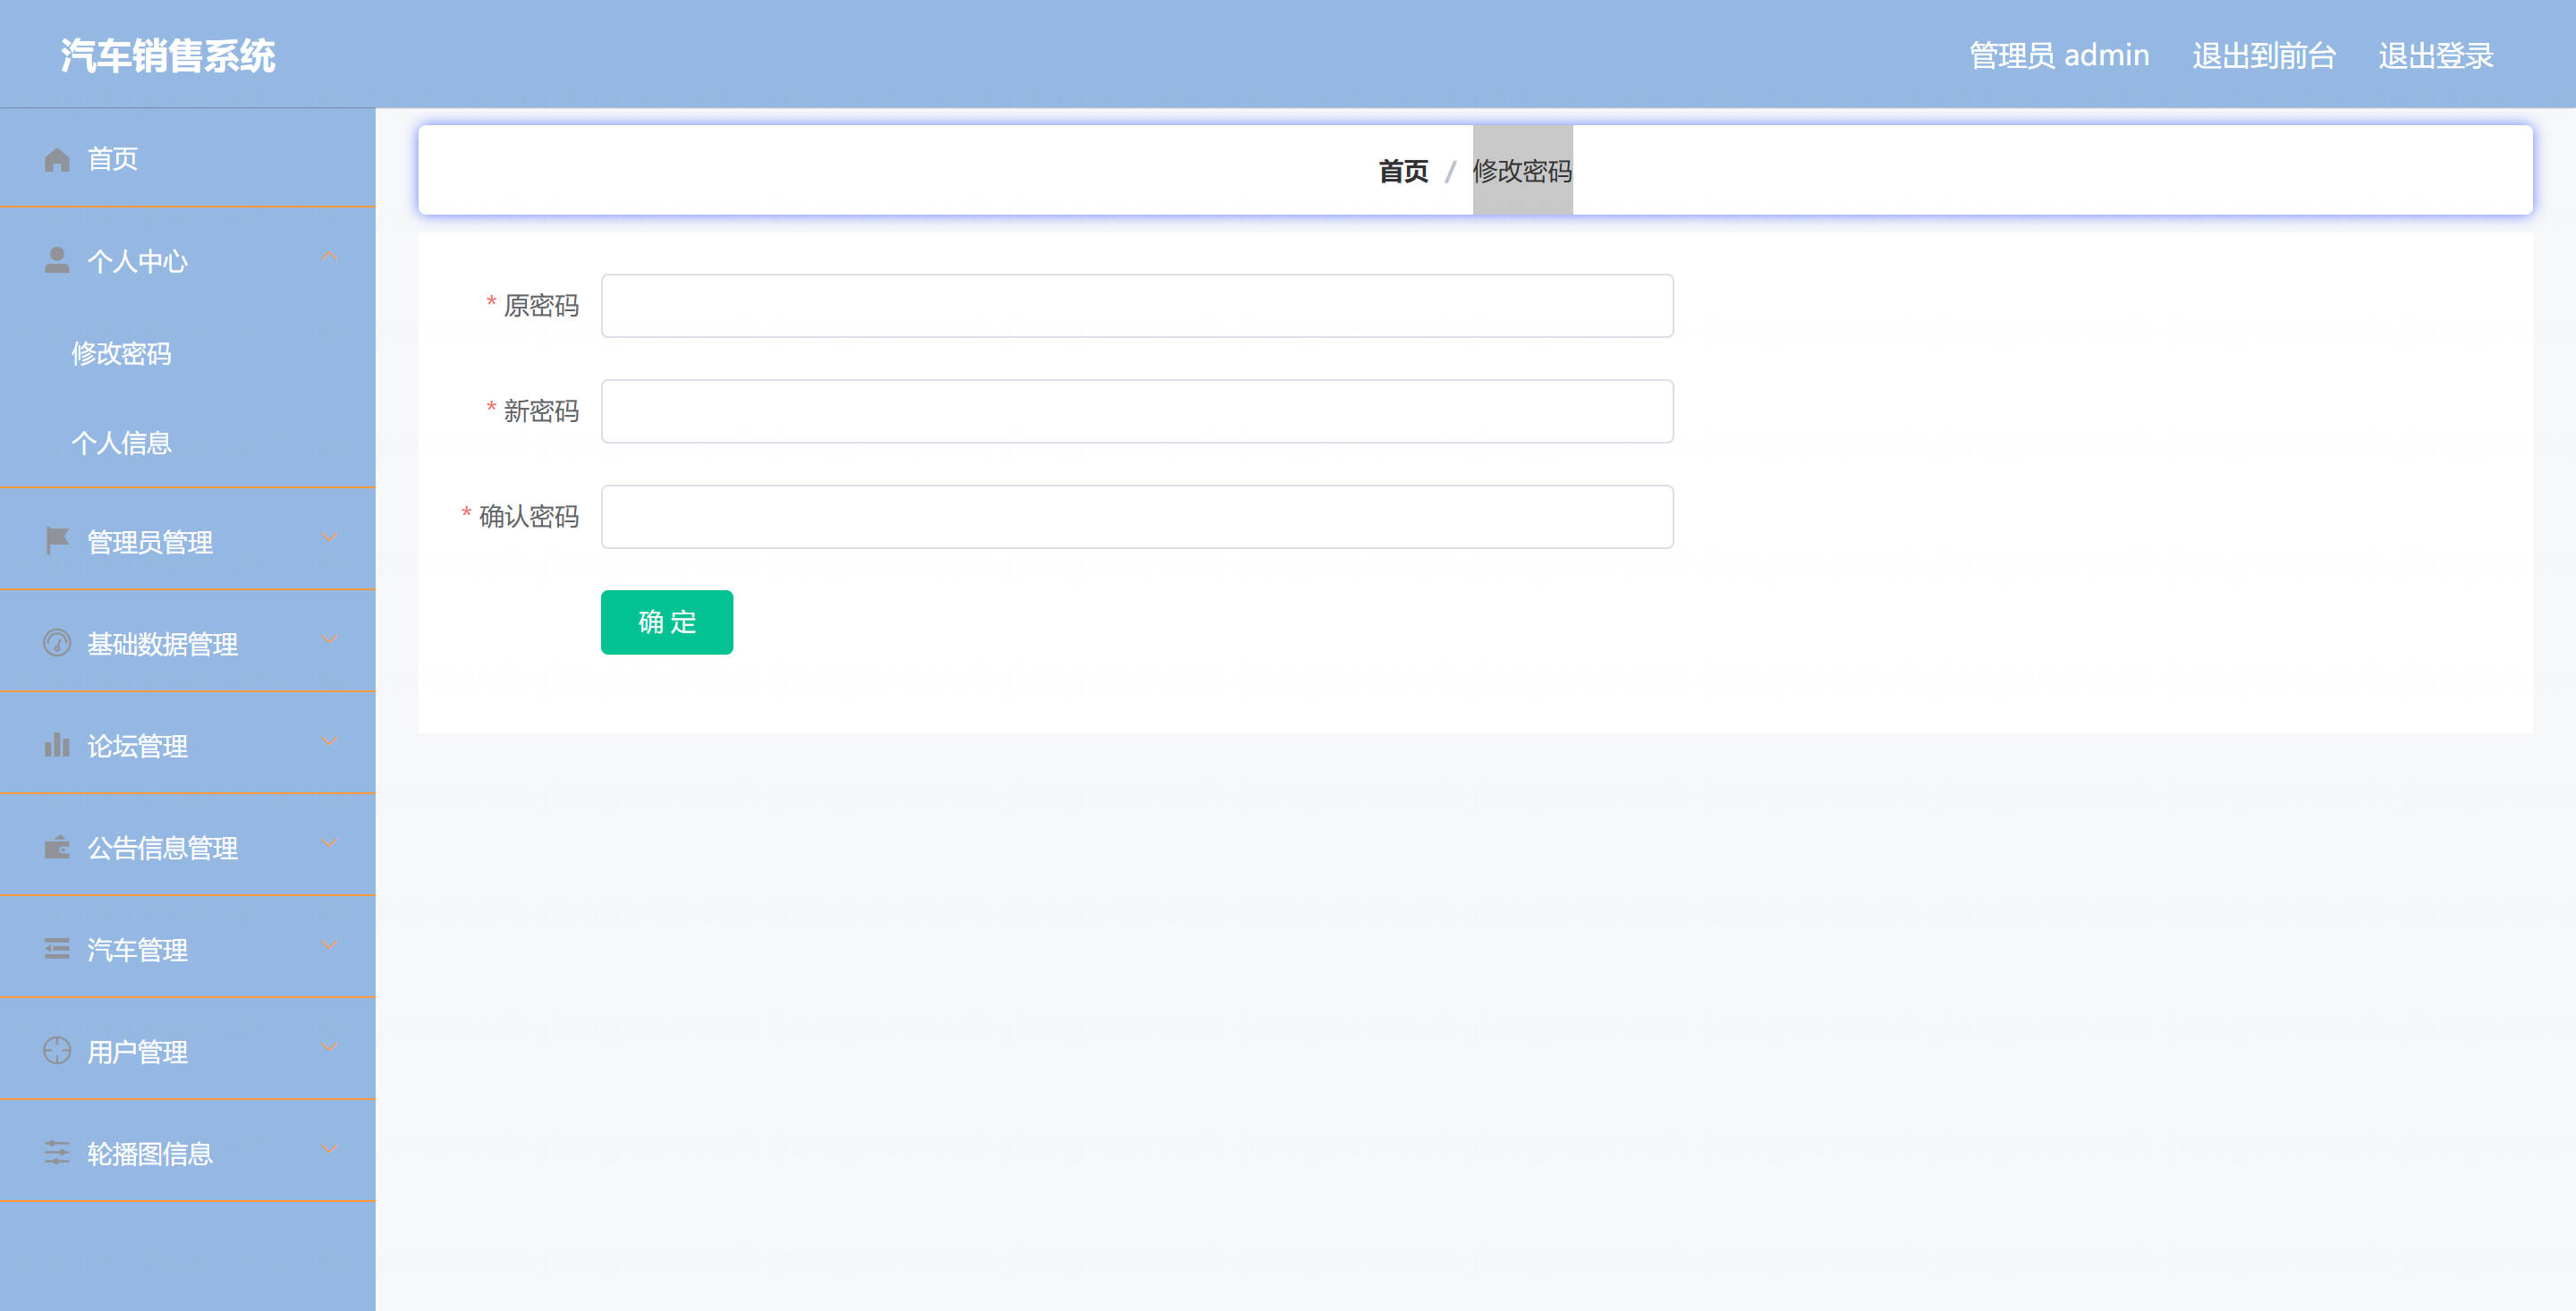 汽车销售系统
管理员 admin 退出到前台 退出登录
首页
个人中心
修改密码
个人信息
管理员管理
基础数据管理
论坛管理
公告信息管理
汽车管理
用户管理
轮播图信息
首页 / 修改密码
* 原密码
* 新密码
* 确认密码
确 定